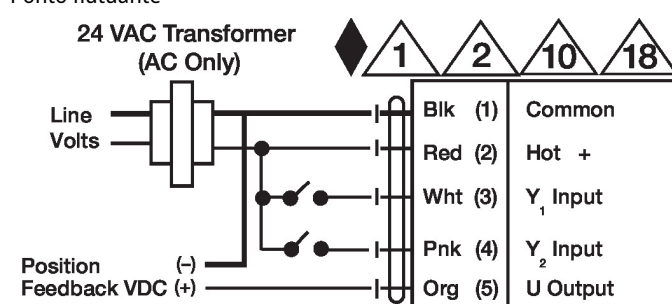 Ponto flutuante
24 VAC Transformer
(AC Only)
1 2 10 18
Line
Volts
Blk (1) Common
Red (2) Hot +
Wht (3) Y1 Input
Pnk (4) Y2 Input
Position (–)
Feedback VDC (+)
Org (5) U Output